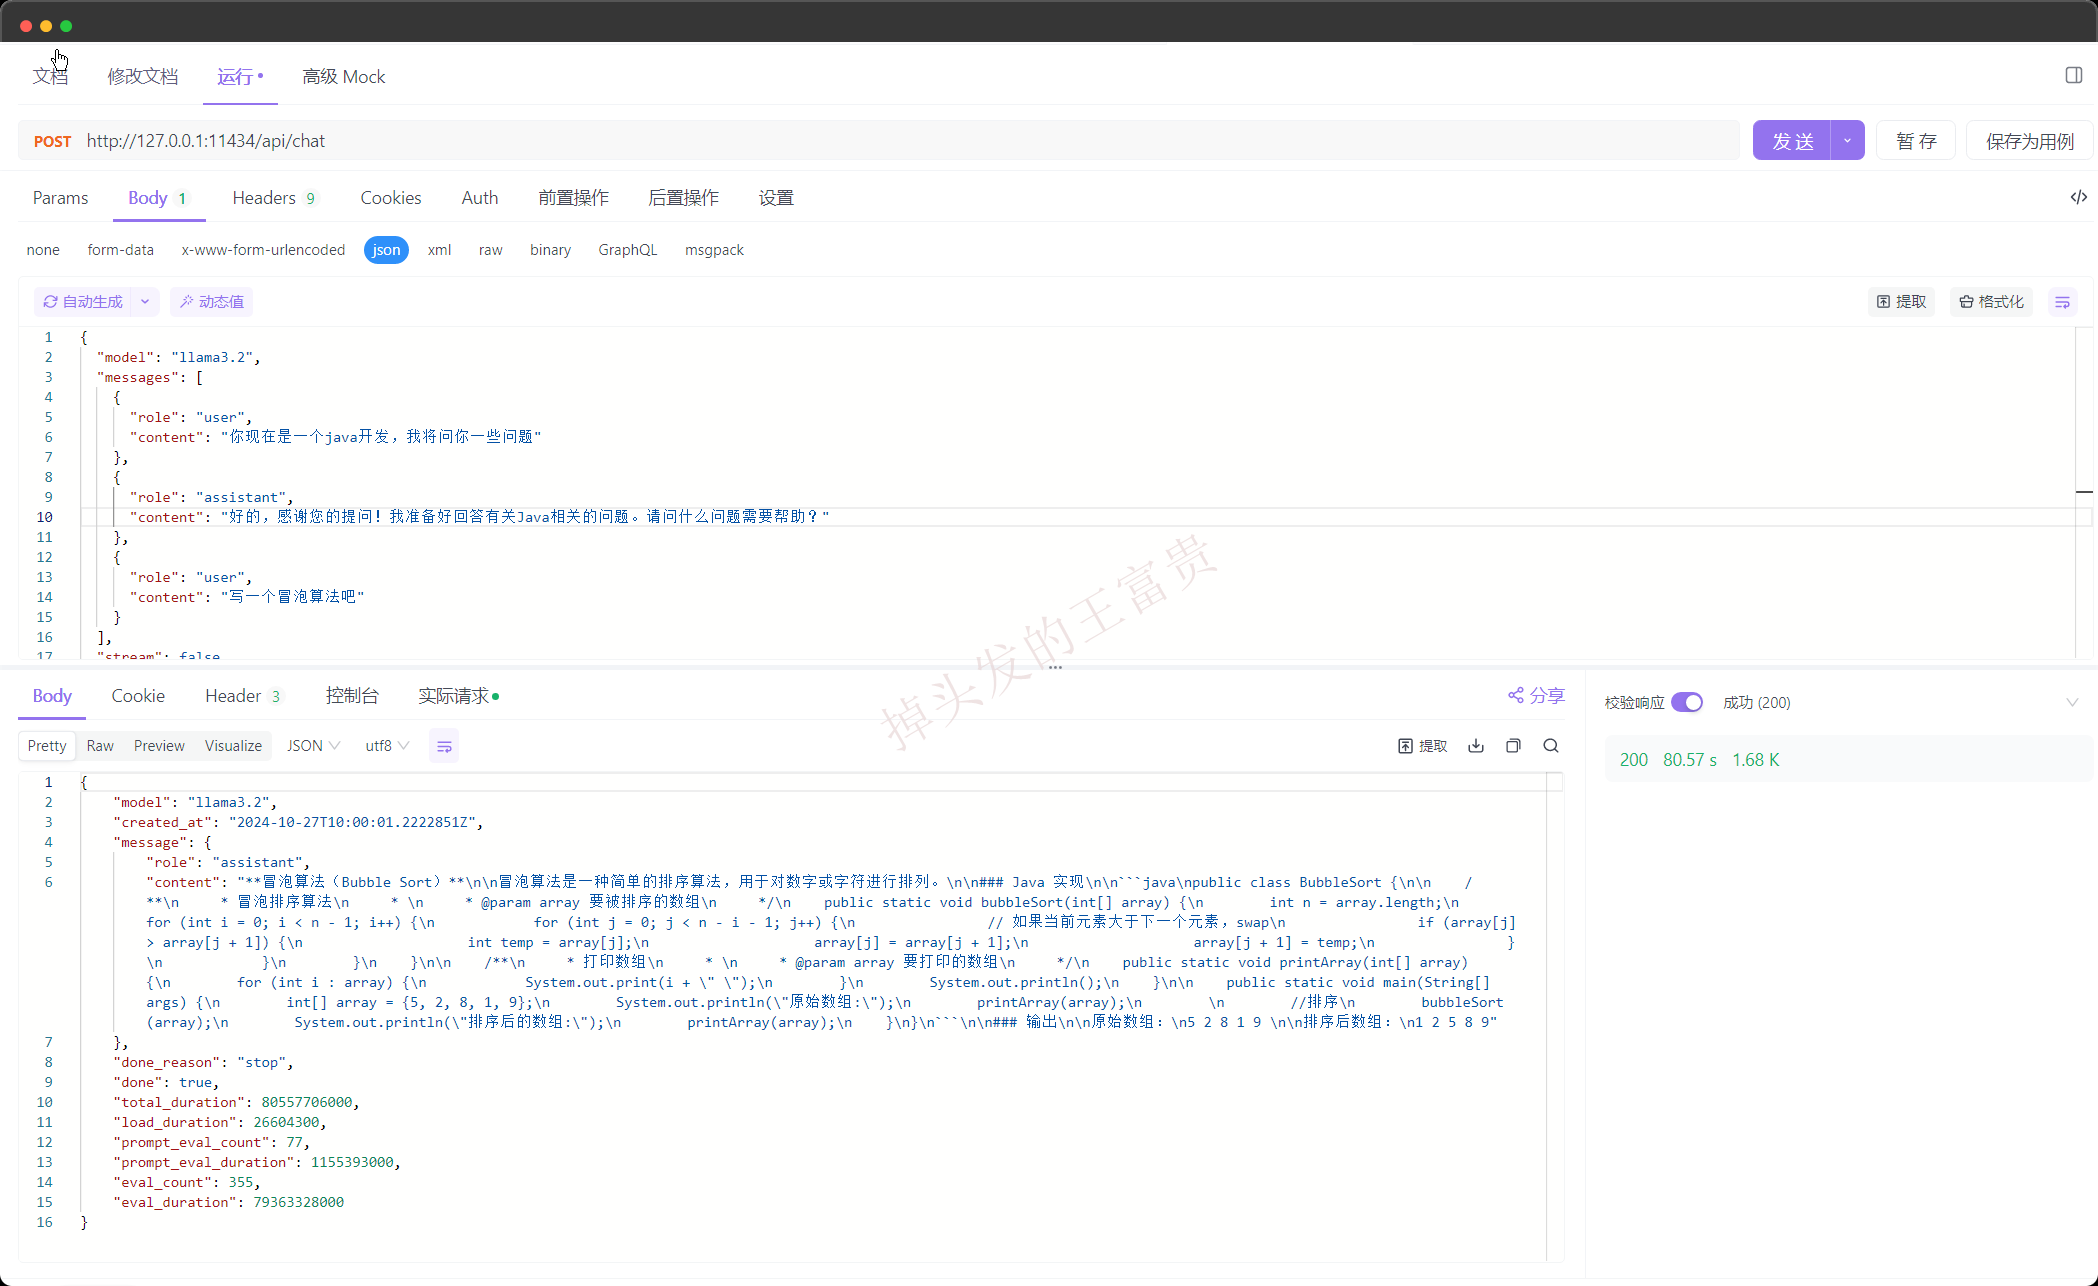 文档 修改文档 运行 高级 Mock
POST http://127.0.0.1:11434/api/chat 发 送 暂 存 保存为用例
Params Body 1 Headers 9 Cookies Auth 前置操作 后置操作 设置
none form-data x-www-form-urlencoded json xml raw binary GraphQL msgpack
自动生成 动态值 提取 格式化
1 {
2 "model": "llama3.2",
3 "messages": [
4 {
5 "role": "user",
6 "content": "你现在是一个java开发，我将问你一些问题"
7 },
8 {
9 "role": "assistant",
10 "content": "好的，感谢您的提问！我准备好回答有关Java相关的问题。请问什么问题需要帮助？"
11 },
12 {
13 "role": "user",
14 "content": "写一个冒泡算法吧"
15 }
16 ],
17 "stream": false
掉头发的王富贵
Body Cookie Header 3 控制台 实际请求 分享 校验响应 成功 (200)
Pretty Raw Preview Visualize JSON utf8 提取
200 80.57 s 1.68 K
1 {
2 "model": "llama3.2",
3 "created_at": "2024-10-27T10:00:01.2222851Z",
4 "message": {
5 "role": "assistant",
6 "content": "**冒泡算法（Bubble Sort）**\n\n冒泡算法是一种简单的排序算法，用于对数字或字符进行排列。\n\n### Java 实现\n\n```java\npublic class BubbleSort {\n\n /
**\n * 冒泡排序算法\n * \n * @param array 要被排序的数组\n */\n public static void bubbleSort(int[] array) {\n int n = array.length;\n
for (int i = 0; i < n - 1; i++) {\n for (int j = 0; j < n - i - 1; j++) {\n // 如果当前元素大于下一个元素，swap\n if (array[j]
> array[j + 1]) {\n int temp = array[j];\n array[j] = array[j + 1];\n array[j + 1] = temp;\n }
\n }\n }\n }\n\n /**\n * 打印数组\n * \n * @param array 要打印的数组\n */\n public static void printArray(int[] array)
{\n for (int i : array) {\n System.out.print(i + \" \");\n }\n System.out.println();\n }\n\n public static void main(String[]
args) {\n int[] array = {5, 2, 8, 1, 9};\n System.out.println(\"原始数组:\");\n printArray(array);\n \n //排序\n bubbleSort
(array);\n System.out.println(\"排序后的数组:\");\n printArray(array);\n }\n}\n```\n\n### 输出\n\n原始数组：\n5 2 8 1 9 \n\n排序后数组：\n1 2 5 8 9"
7 },
8 "done_reason": "stop",
9 "done": true,
10 "total_duration": 80557706000,
11 "load_duration": 26604300,
12 "prompt_eval_count": 77,
13 "prompt_eval_duration": 1155393000,
14 "eval_count": 355,
15 "eval_duration": 79363328000
16 }